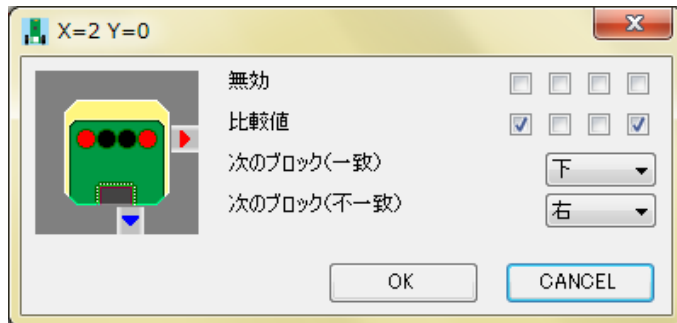 X=2 Y=0
無効
比較値
次のブロック(一致)
下
次のブロック(不一致)
右
OK
CANCEL